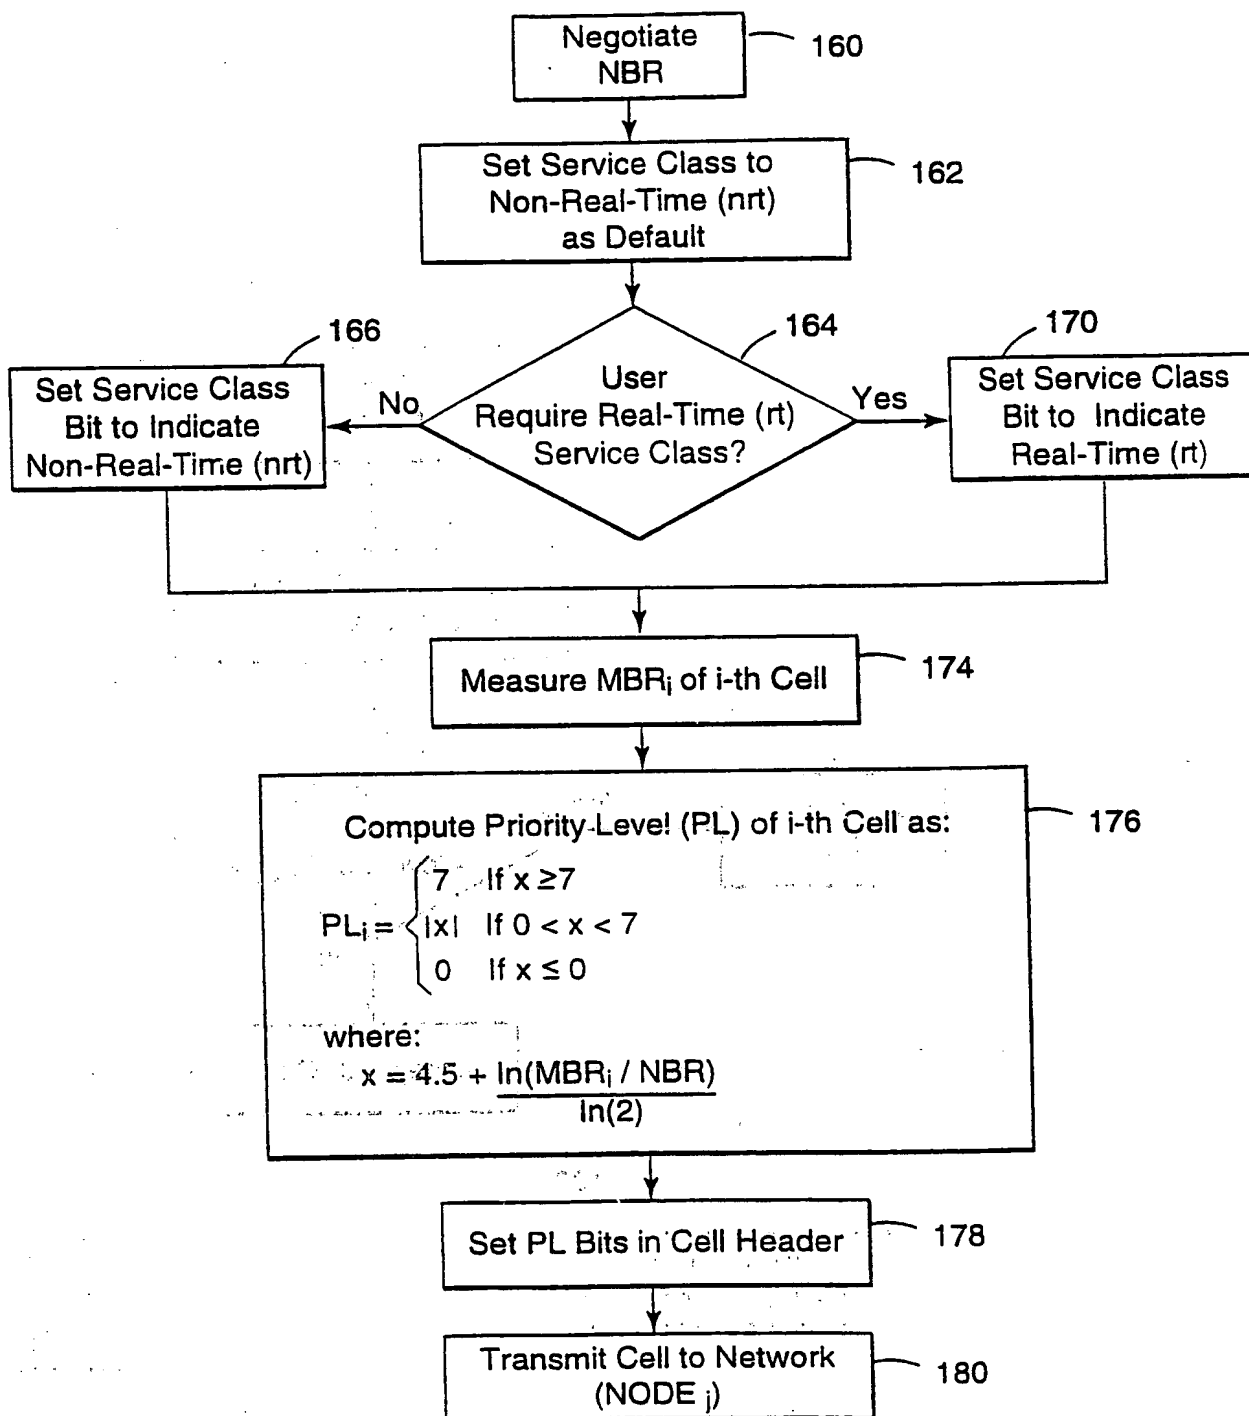 Negotiate
NBR
160
Set Service Class to
Non-Real-Time (nrt)
as Default
162
166
164
170
Set Service Class
Bit to Indicate
Non-Real-Time (nrt)
No
User
Require Real-Time (rt)
Service Class?
Yes
Set Service Class
Bit to Indicate
Real-Time (rt)
Measure MBRi of i-th Cell
174
Compute Priority Level (PL) of i-th Cell as:
176
7 If x ≥7
PLi = |x| If 0 < x < 7
0 If x ≤ 0
where:
x = 4.5 + ln(MBRi / NBR)
ln(2)
Set PL Bits in Cell Header
178
Transmit Cell to Network
(NODE j)
180